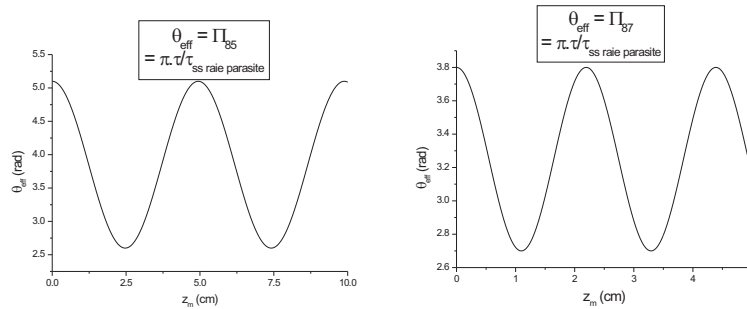 θeff = Π85
= π.τ/τss raie parasite
5.5
5.0
4.5
4.0
3.5
3.0
2.5
θeff (rad)
0.0 2.5 5.0 7.5 10.0
zm (cm)
θeff = Π87
= π.τ/τss raie parasite
3.8
3.6
3.4
3.2
3.0
2.8
2.6
θeff (rad)
0 1 2 3 4
zm (cm)